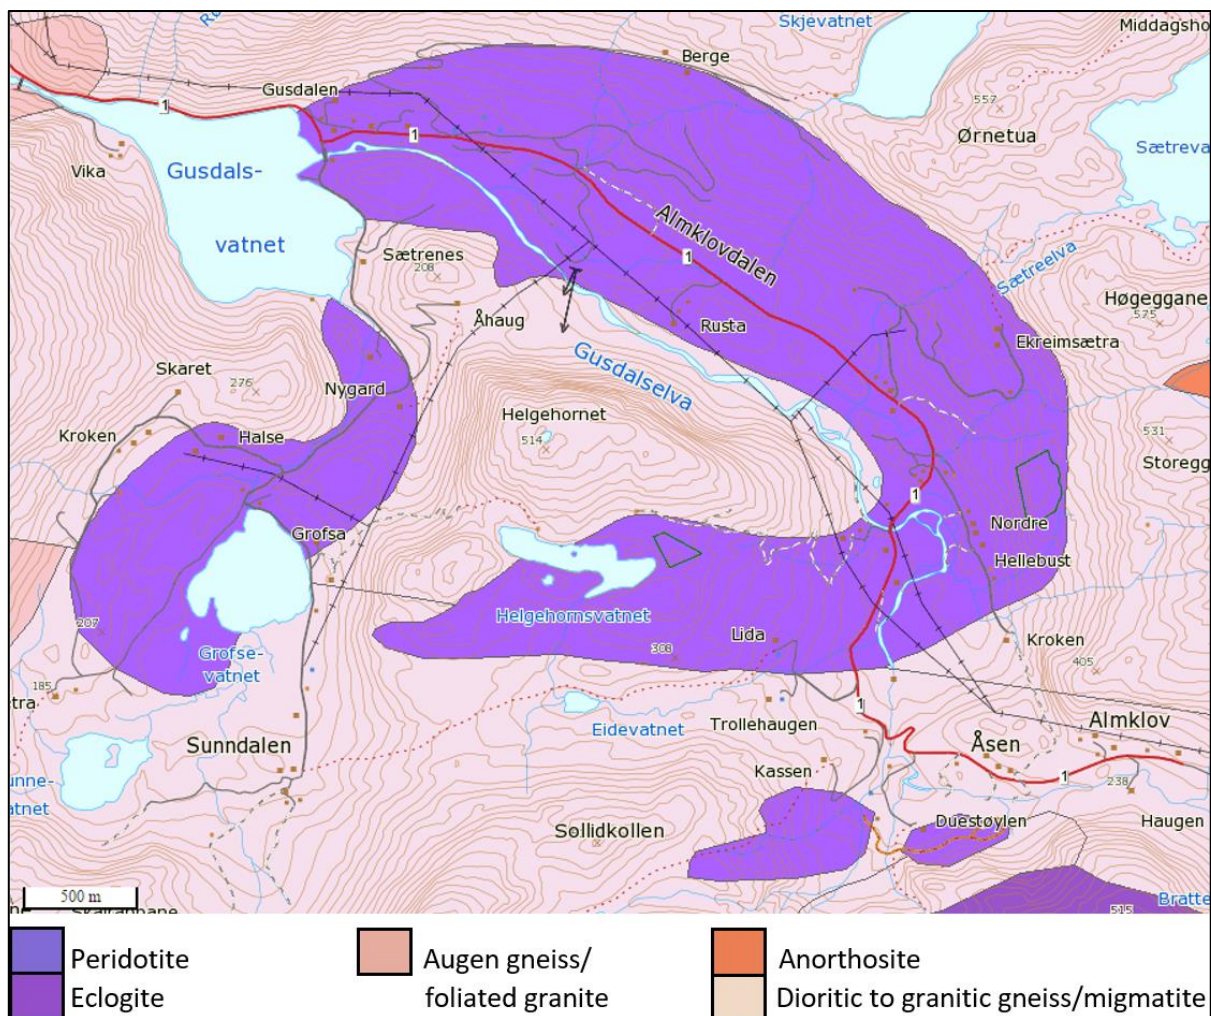 Skjevatnet
Middagsho
Berge
Gusdalen
557
1
1
Ørnetua
Sætreva
Vika
Gusdals-
vatnet
Almklovdalen
Sætrenes
208
1
Sætreelva
Høgeggane
575
Åhaug
Rusta
Ekreimsætra
Gusdalselva
Skaret
276
Nygard
Helgehornet
514
Kroken
Halse
531
Storegg
1
Grofsa
Nordre
Hellebust
Helgehornsvatnet
207
Lida
308
Kroken
405
Grofse-
vatnet
185
tra
1
Eidevatnet
Trollehaugen
Almklov
Sunndalen
Åsen
Kassen
1
238
unne-
atnet
Sollidkollen
Duestøylen
Haugen
500 m
Bratte
515
Peridotite
Eclogite
Augen gneiss/
foliated granite
Anorthosite
Dioritic to granitic gneiss/migmatite